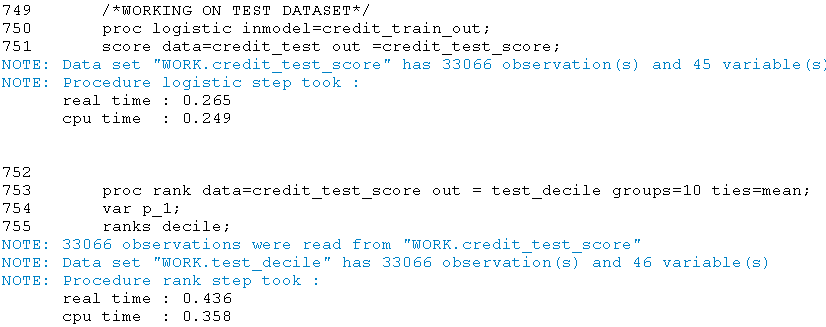 749 /*WORKING ON TEST DATASET*/
750 proc logistic inmodel=credit_train_out;
751 score data=credit_test out =credit_test_score;
NOTE: Data set "WORK.credit_test_score" has 33066 observation(s) and 45 variable(s)
NOTE: Procedure logistic step took :
real time : 0.265
cpu time : 0.249
752
753 proc rank data=credit_test_score out = test_decile groups=10 ties=mean;
754 var p_1;
755 ranks decile;
NOTE: 33066 observations were read from "WORK.credit_test_score"
NOTE: Data set "WORK.test_decile" has 33066 observation(s) and 46 variable(s)
NOTE: Procedure rank step took :
real time : 0.436
cpu time : 0.358